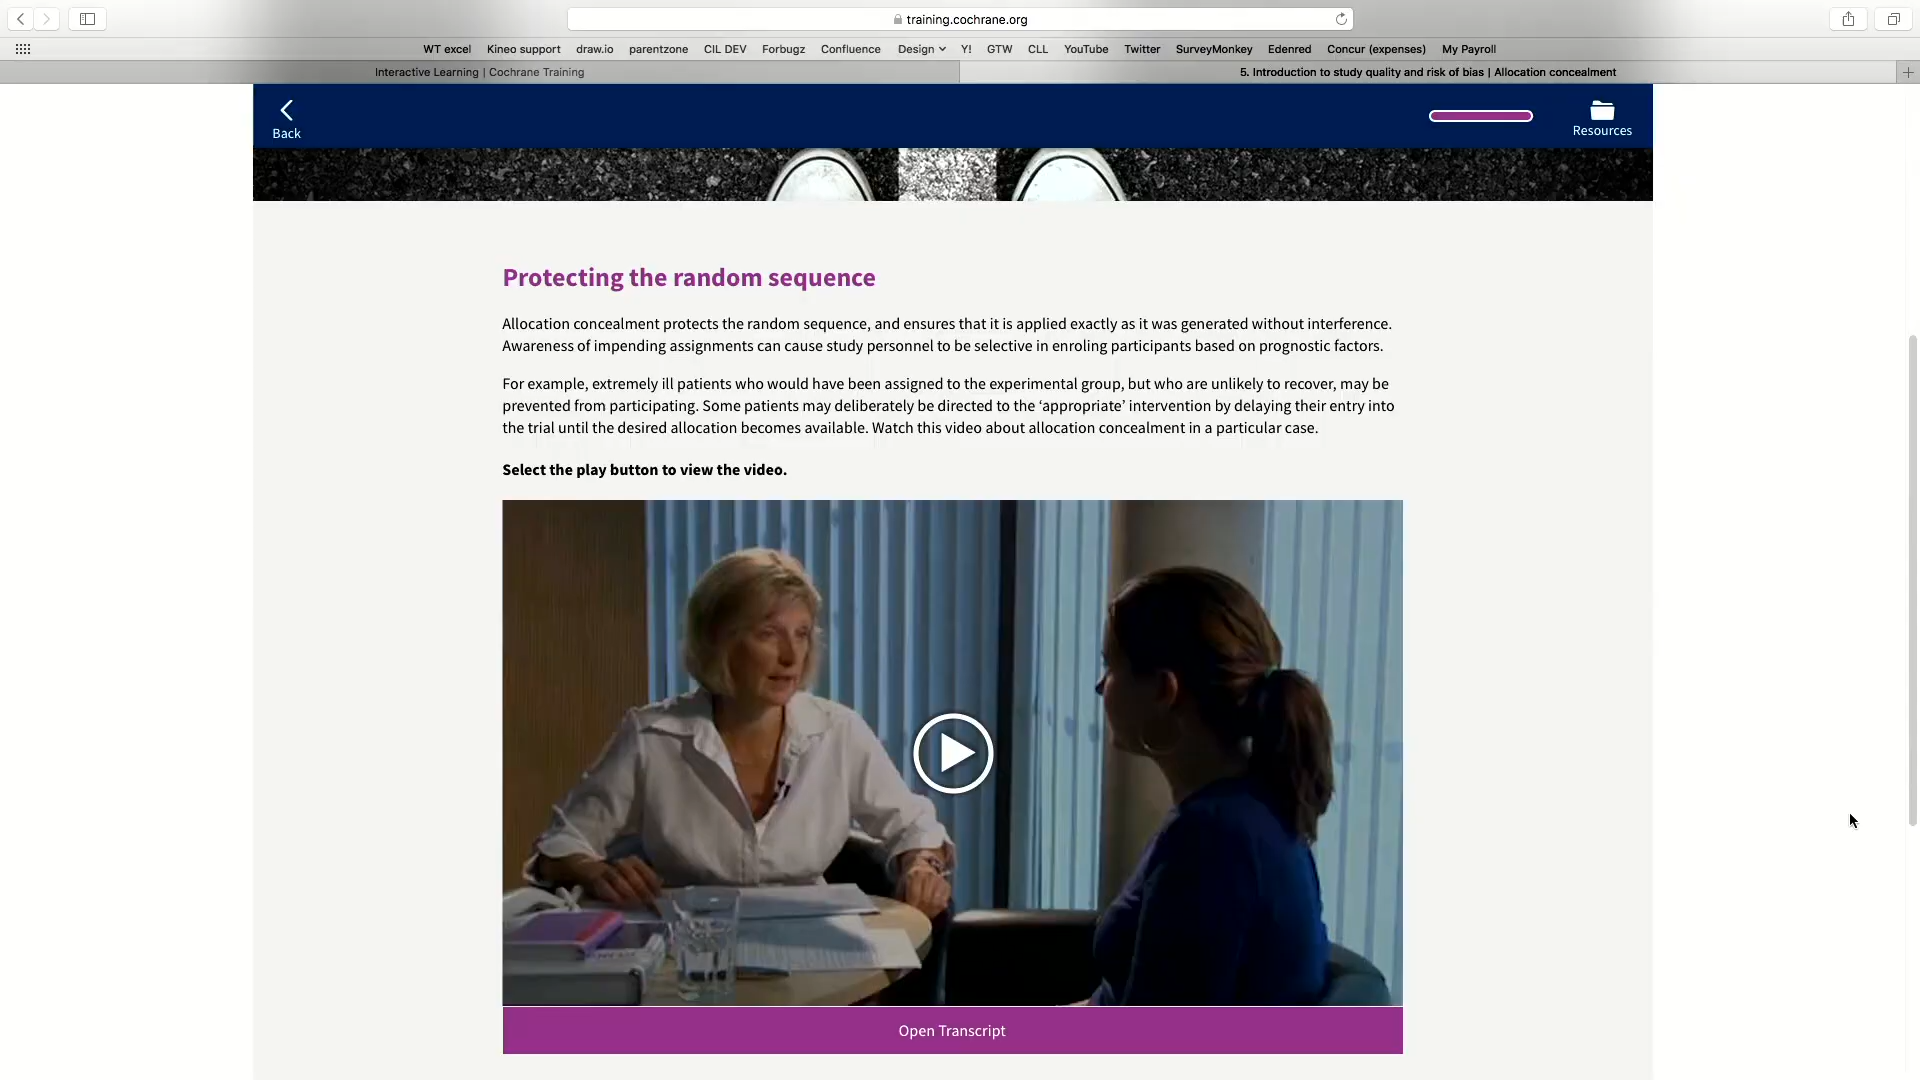 training.cochrane.org
WT excel Kineo support draw.io parentzone CIL DEV Forbugz Confluence Design Y! GTW CLL YouTube Twitter SurveyMonkey Edenred Concur (expenses) My Payroll
Interactive Learning | Cochrane Training
5. Introduction to study quality and risk of bias | Allocation concealment
Back
Resources
Protecting the random sequence
Allocation concealment protects the random sequence, and ensures that it is applied exactly as it was generated without interference.
Awareness of impending assignments can cause study personnel to be selective in enroling participants based on prognostic factors.
For example, extremely ill patients who would have been assigned to the experimental group, but who are unlikely to recover, may be
prevented from participating. Some patients may deliberately be directed to the ‘appropriate’ intervention by delaying their entry into
the trial until the desired allocation becomes available. Watch this video about allocation concealment in a particular case.
Select the play button to view the video.
Open Transcript